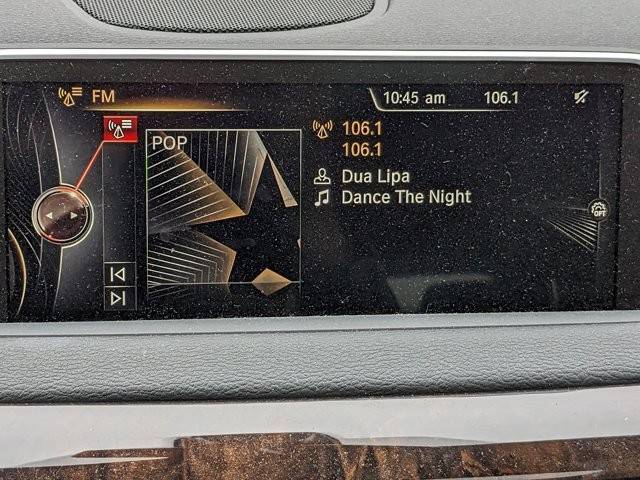 FM
10:45 am 106.1
POP
106.1
106.1
Dua Lipa
Dance The Night
OFF